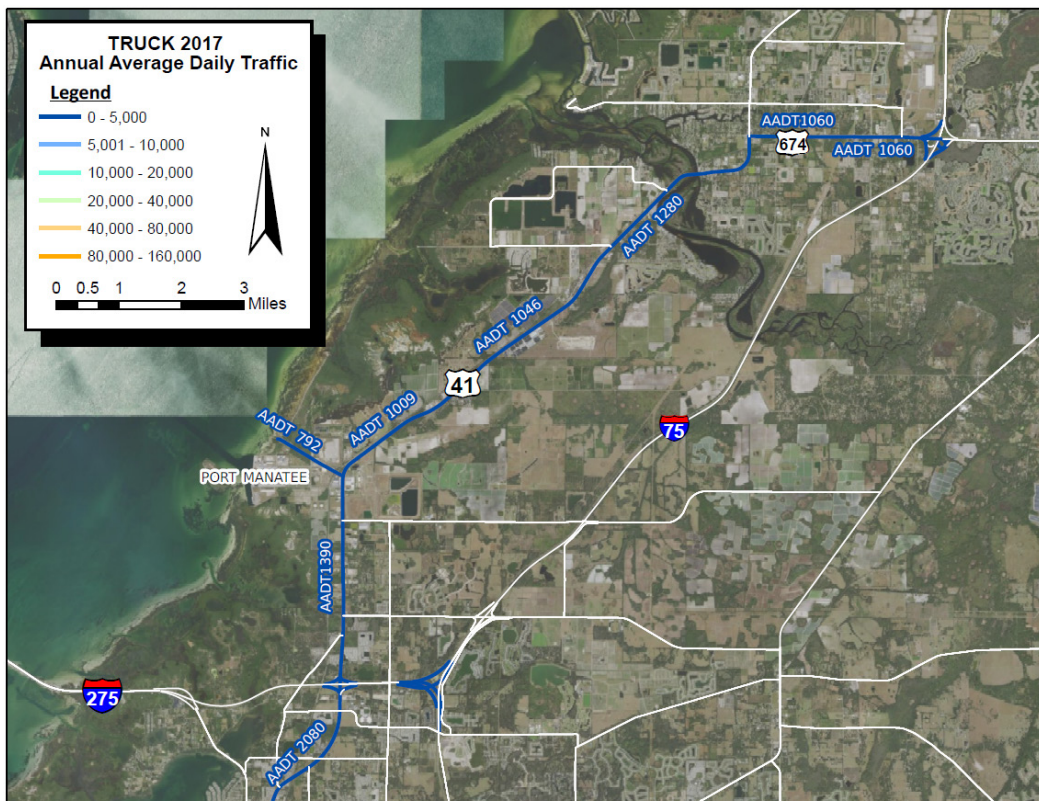 TRUCK 2017
Annual Average Daily Traffic
Legend
0 - 5,000
5,001 - 10,000
10,000 - 20,000
20,000 - 40,000
40,000 - 80,000
80,000 - 160,000
N
0 0.5 1 2 3
Miles
AADT1060
674
AADT 1060
AADT 1280
AADT 1046
41
AADT 1009
75
AADT 792
PORT MANATEE
AADT1390
275
AADT 2080